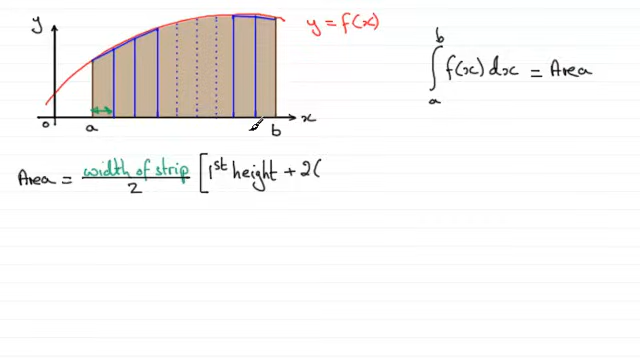 y
y = f(x)
0
a
b
x
b
∫ f(x) dx = Area
a
Area = width of strip / 2 [ 1st height + 2(